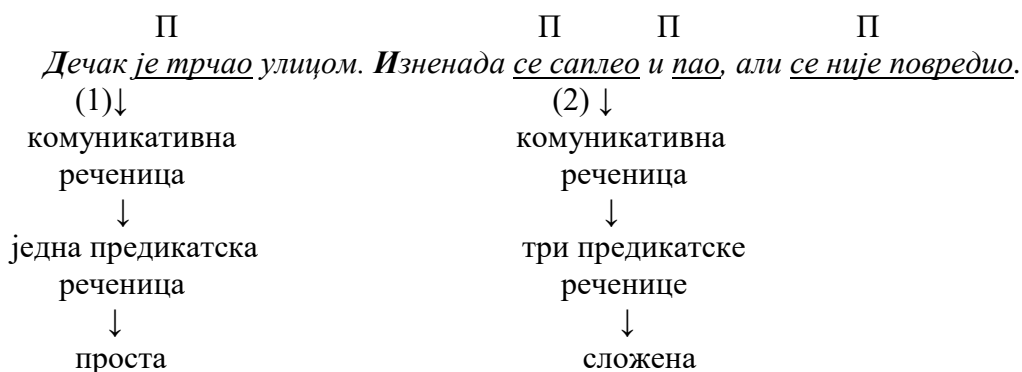 П П П П
Дечак је трчао улицом. Изненада се саплео и пао, али се није повредио.
(1)↓ (2) ↓
комуникативна комуникативна
реченица реченица
↓ ↓
једна предикатска три предикатске
реченица реченице
↓ ↓
проста сложена